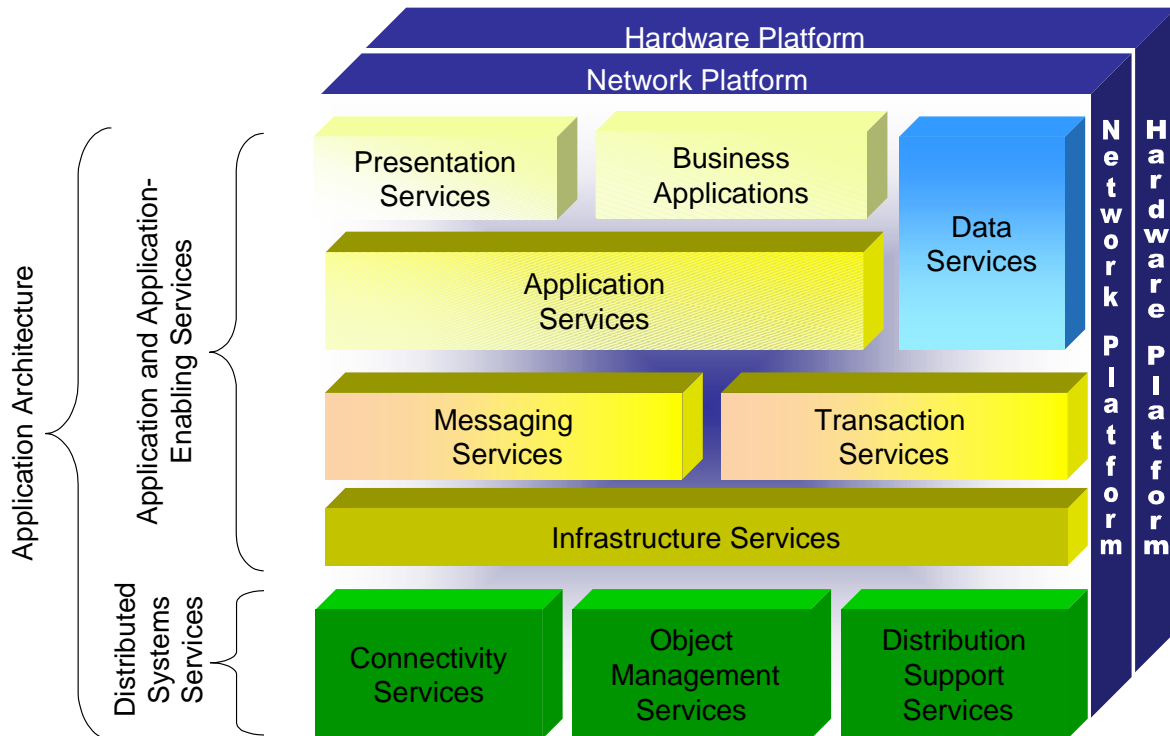 Hardware Platform
Network Platform
Application Architecture
Application and Application-
Enabling Services
Distributed
Systems
Services
Presentation
Services
Business
Applications
Data
Services
Application
Services
Messaging
Services
Transaction
Services
Infrastructure Services
Connectivity
Services
Object
Management
Services
Distribution
Support
Services
Network Platform
Hardware Platform